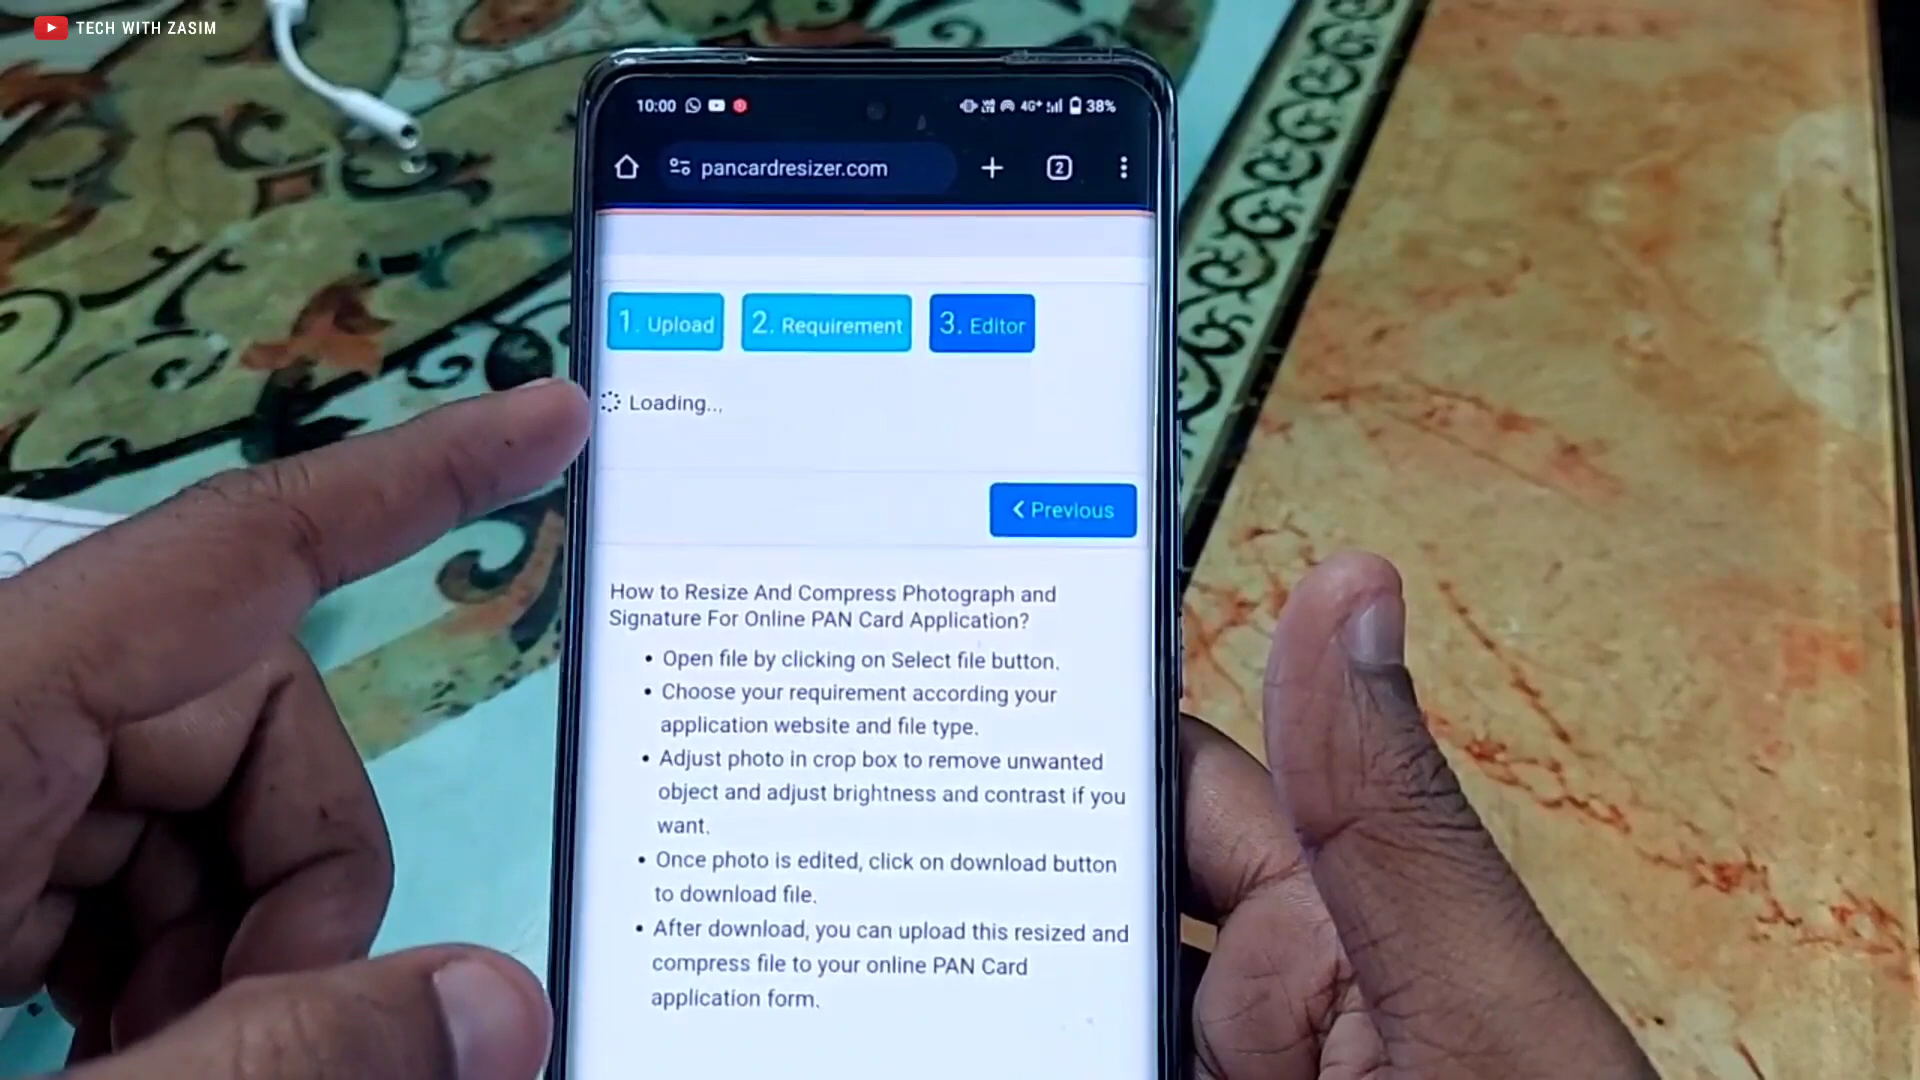 TECH WITH ZASIM
10:00 4G+ 38%
pancardresizer.com 2
1. Upload 2. Requirement 3. Editor
Loading...
Previous
How to Resize And Compress Photograph and
Signature For Online PAN Card Application?
• Open file by clicking on Select file button.
• Choose your requirement according your
application website and file type.
• Adjust photo in crop box to remove unwanted
object and adjust brightness and contrast if you
want.
• Once photo is edited, click on download button
to download file.
• After download, you can upload this resized and
compress file to your online PAN Card
application form.